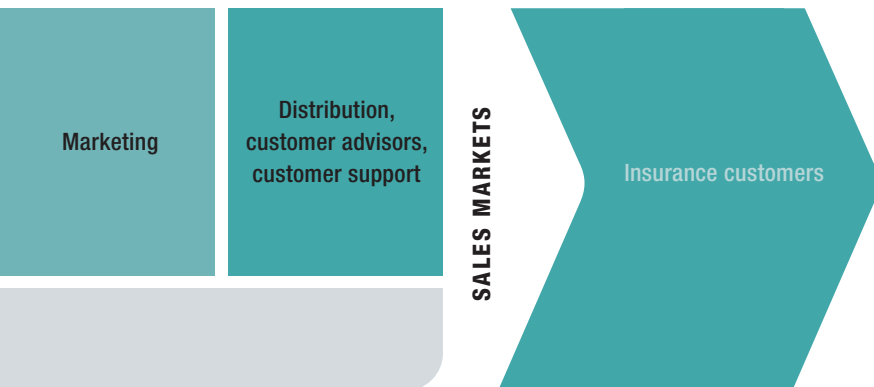 Marketing
Distribution,
customer advisors,
customer support
SALES MARKETS
Insurance customers